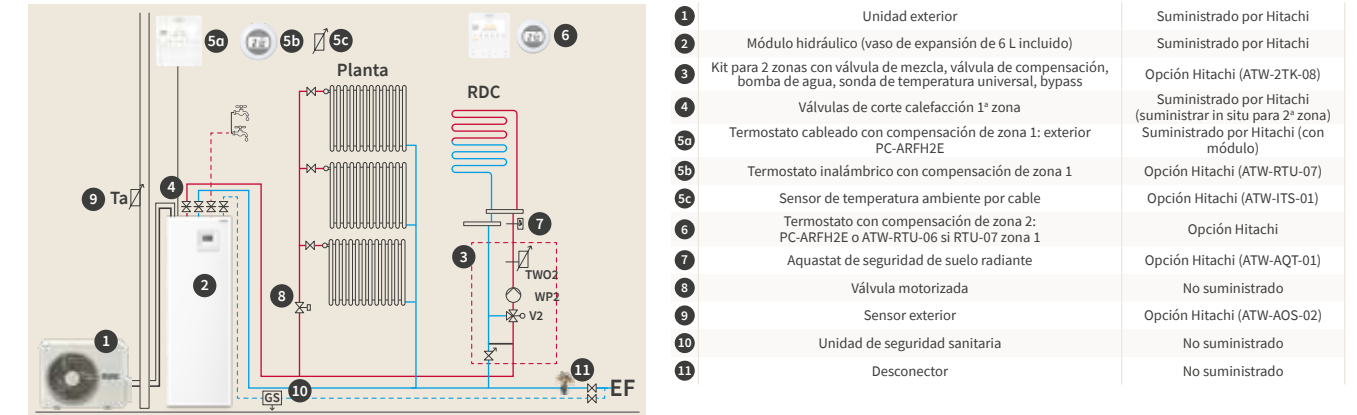 5a
5b
5c
6
Planta
RDC
9
Ta
4
2
3
7
TWO2
WP2
V2
8
1
10
GS
11
EF
1 Unidad exterior Suministrado por Hitachi
2 Módulo hidráulico (vaso de expansión de 6 L incluido) Suministrado por Hitachi
3 Kit para 2 zonas con válvula de mezcla, válvula de compensación,
bomba de agua, sonda de temperatura universal, bypass Opción Hitachi (ATW-2TK-08)
4 Válvulas de corte calefacción 1ª zona Suministrado por Hitachi
(suministrar in situ para 2ª zona)
5a Termostato cableado con compensación de zona 1: exterior Suministrado por Hitachi (con
PC-ARFH2E módulo)
5b Termostato inalámbrico con compensación de zona 1 Opción Hitachi (ATW-RTU-07)
5c Sensor de temperatura ambiente por cable Opción Hitachi (ATW-ITS-01)
6 Termostato con compensación de zona 2:
PC-ARFH2E o ATW-RTU-06 si RTU-07 zona 1 Opción Hitachi
7 Aquastat de seguridad de suelo radiante Opción Hitachi (ATW-AQT-01)
8 Válvula motorizada No suministrado
9 Sensor exterior Opción Hitachi (ATW-AOS-02)
10 Unidad de seguridad sanitaria No suministrado
11 Desconector No suministrado